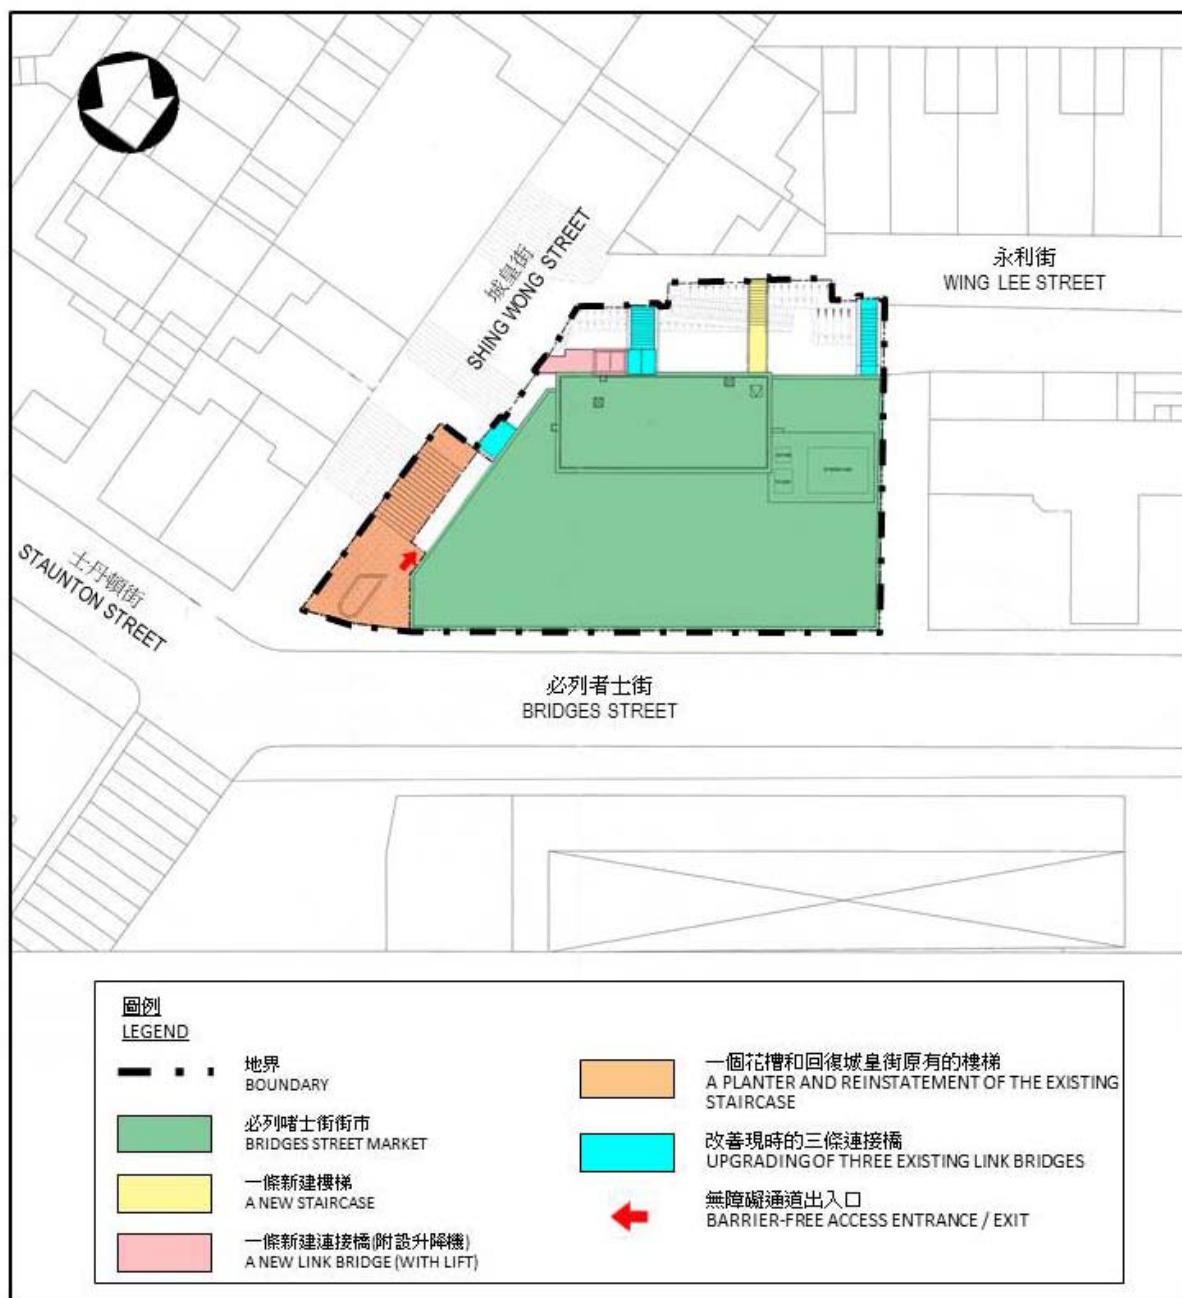 城皇街
SHING WONG STREET
永利街
WING LEE STREET
士丹頓街
STAUNTON STREET
必列者士街
BRIDGES STREET
圖例
LEGEND
地界
BOUNDARY
必列啫士街街市
BRIDGES STREET MARKET
一條新建樓梯
A NEW STAIRCASE
一條新建連接橋(附設升降機)
A NEW LINK BRIDGE (WITH LIFT)
一個花槽和回復城皇街原有的樓梯
A PLANTER AND REINSTATEMENT OF THE EXISTING
STAIRCASE
改善現時的三條連接橋
UPGRADING OF THREE EXISTING LINK BRIDGES
無障礙通道出入口
BARRIER-FREE ACCESS ENTRANCE / EXIT